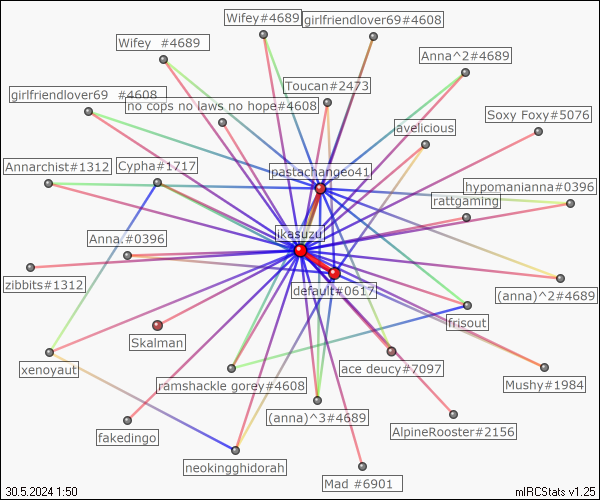 Wifey#4689
girlfriendlover69#4608
Wifey  #4689
Anna^2#4689
Toucan#2473
girlfriendlover69  #4608
no cops no laws no hope#4608
Soxy Foxy#5076
avelicious
Annarchist#1312
Cypha#1717
pastachangeo41
hypomanianna#0396
rattgaming
ikasuzu
Anna.#0396
zibbits#1312
default#0617
(anna)^2#4689
frisout
Skalman
xenoyaut
ace deucy#7097
ramshackle gorey#4608
Mushy#1984
(anna)^3#4689
AlpineRooster#2156
fakedingo
neokingghidorah
Mad #6901
30.5.2024 1:50
mIRCStats v1.25